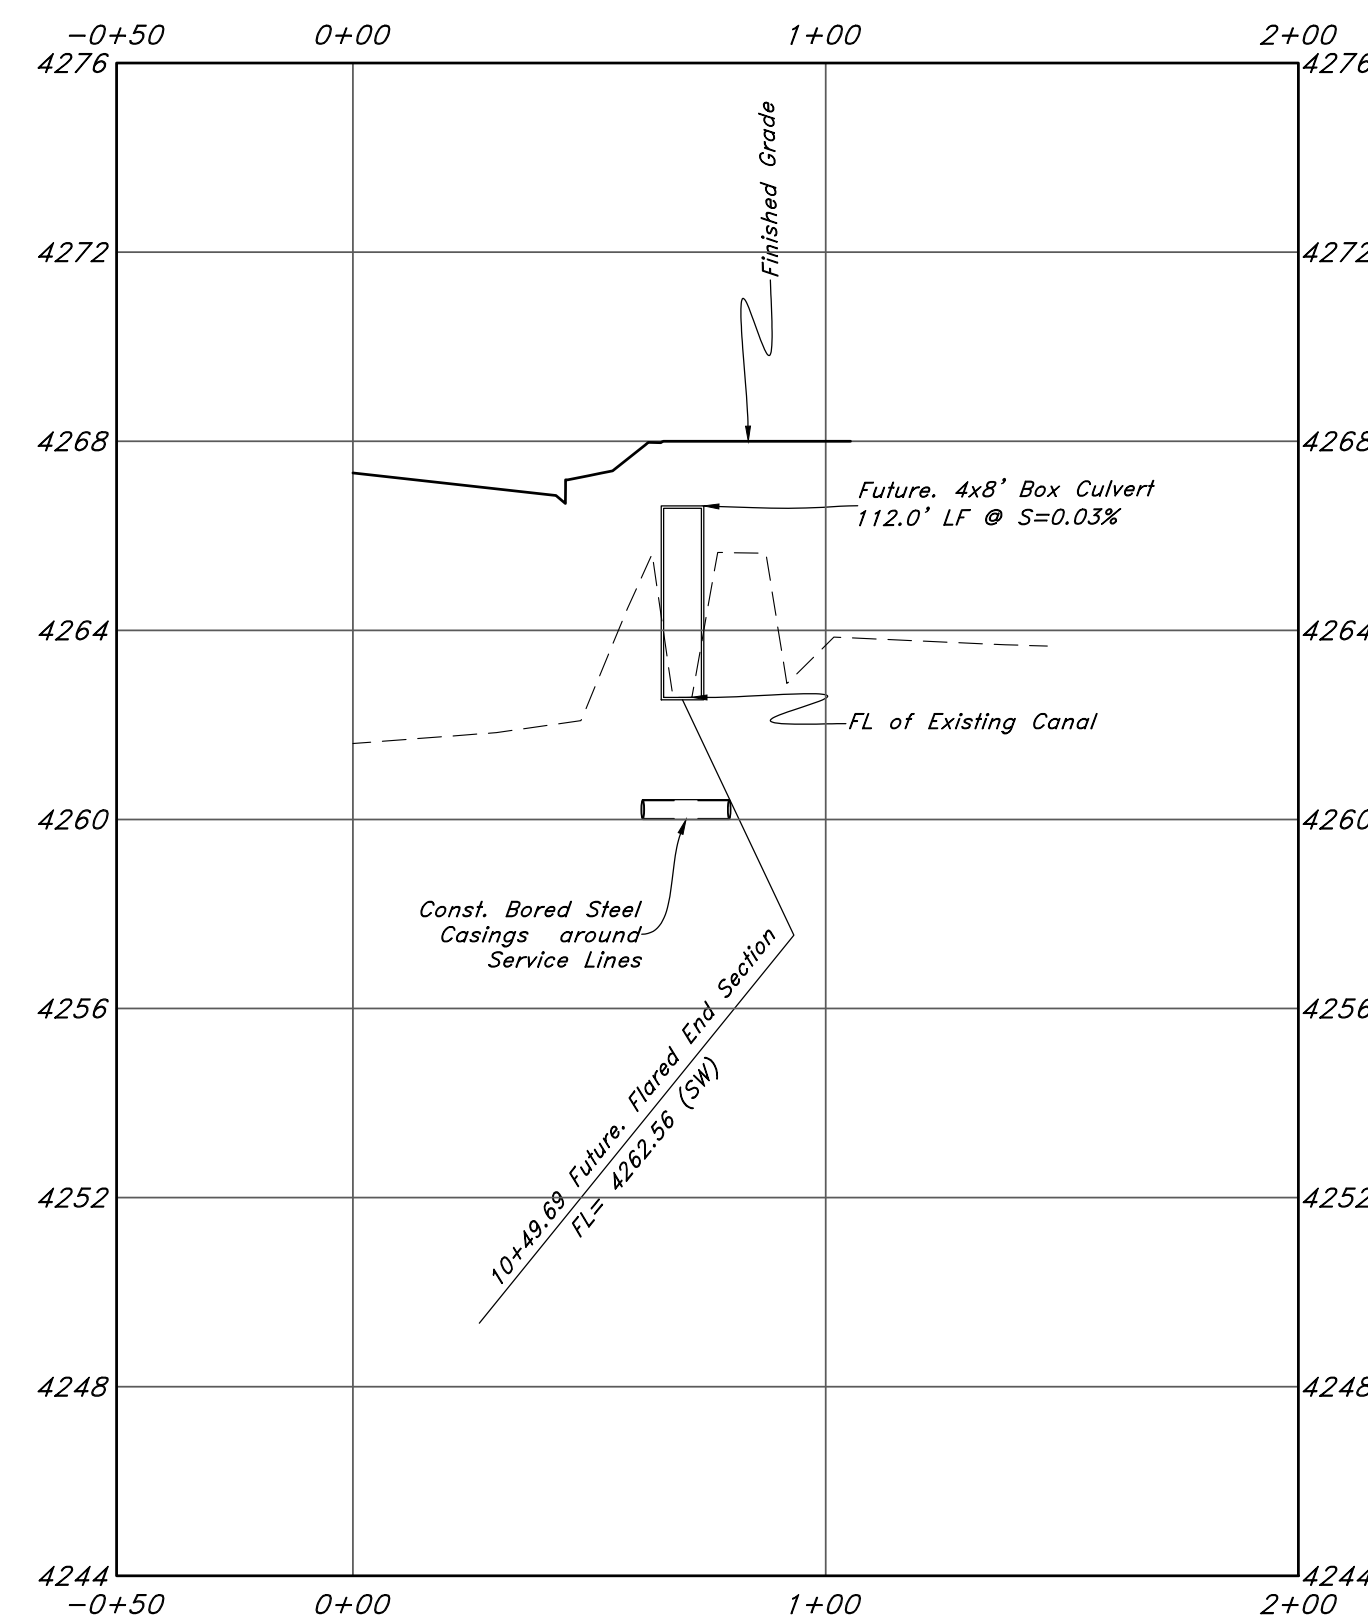 -0+50 0+00 1+00 2+00
4276 4276
Finished Grade
4272 4272
4268 4268
Future. 4x8' Box Culvert
112.0' LF @ S=0.03%
4264 4264
FL of Existing Canal
4260 4260
Const. Bored Steel
Casings around
Service Lines
10+49.69 Future. Flared End Section
FL= 4262.56 (SW)
4256 4256
4252 4252
4248 4248
4244 4244
-0+50 0+00 1+00 2+00